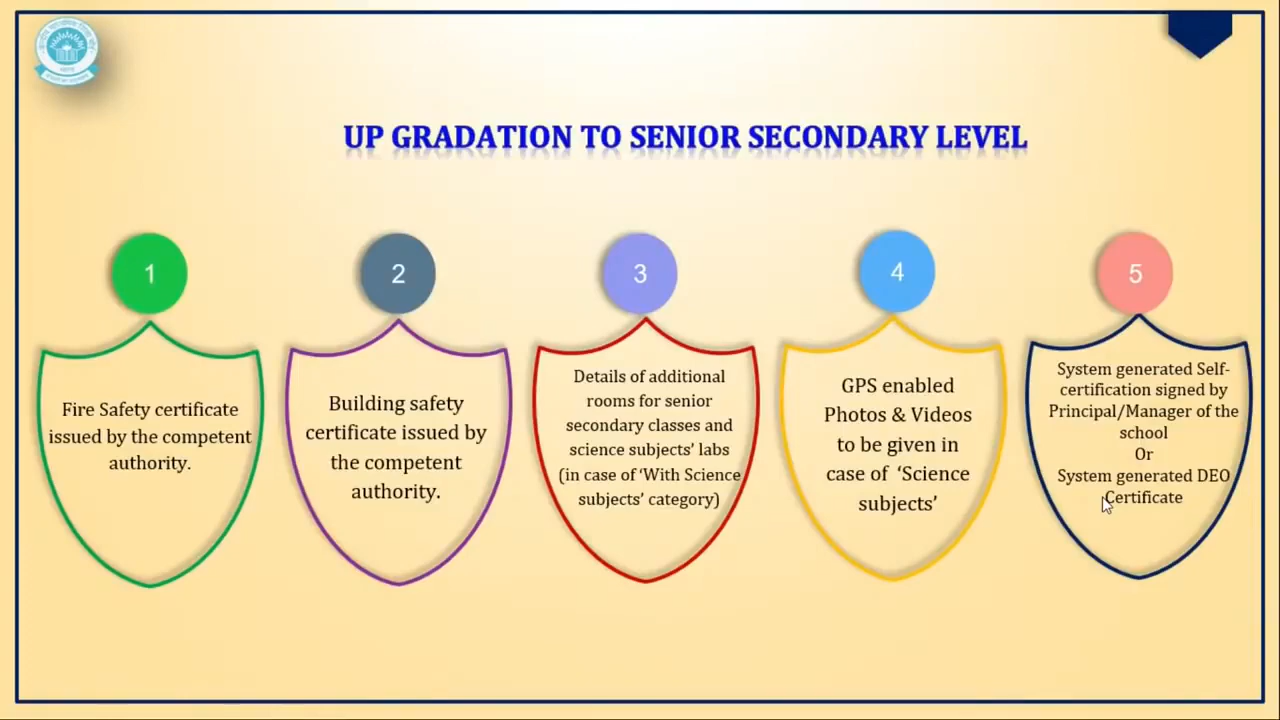 UP GRADATION TO SENIOR SECONDARY LEVEL
1
Fire Safety certificate
issued by the competent
authority.
2
Building safety
certificate issued by
the competent
authority.
3
Details of additional
rooms for senior
secondary classes and
science subjects’ labs
(in case of ‘With Science
subjects’ category)
4
GPS enabled
Photos & Videos
to be given in
case of ‘Science
subjects’
5
System generated Self-
certification signed by
Principal/Manager of the
school
Or
System generated DEO
Certificate